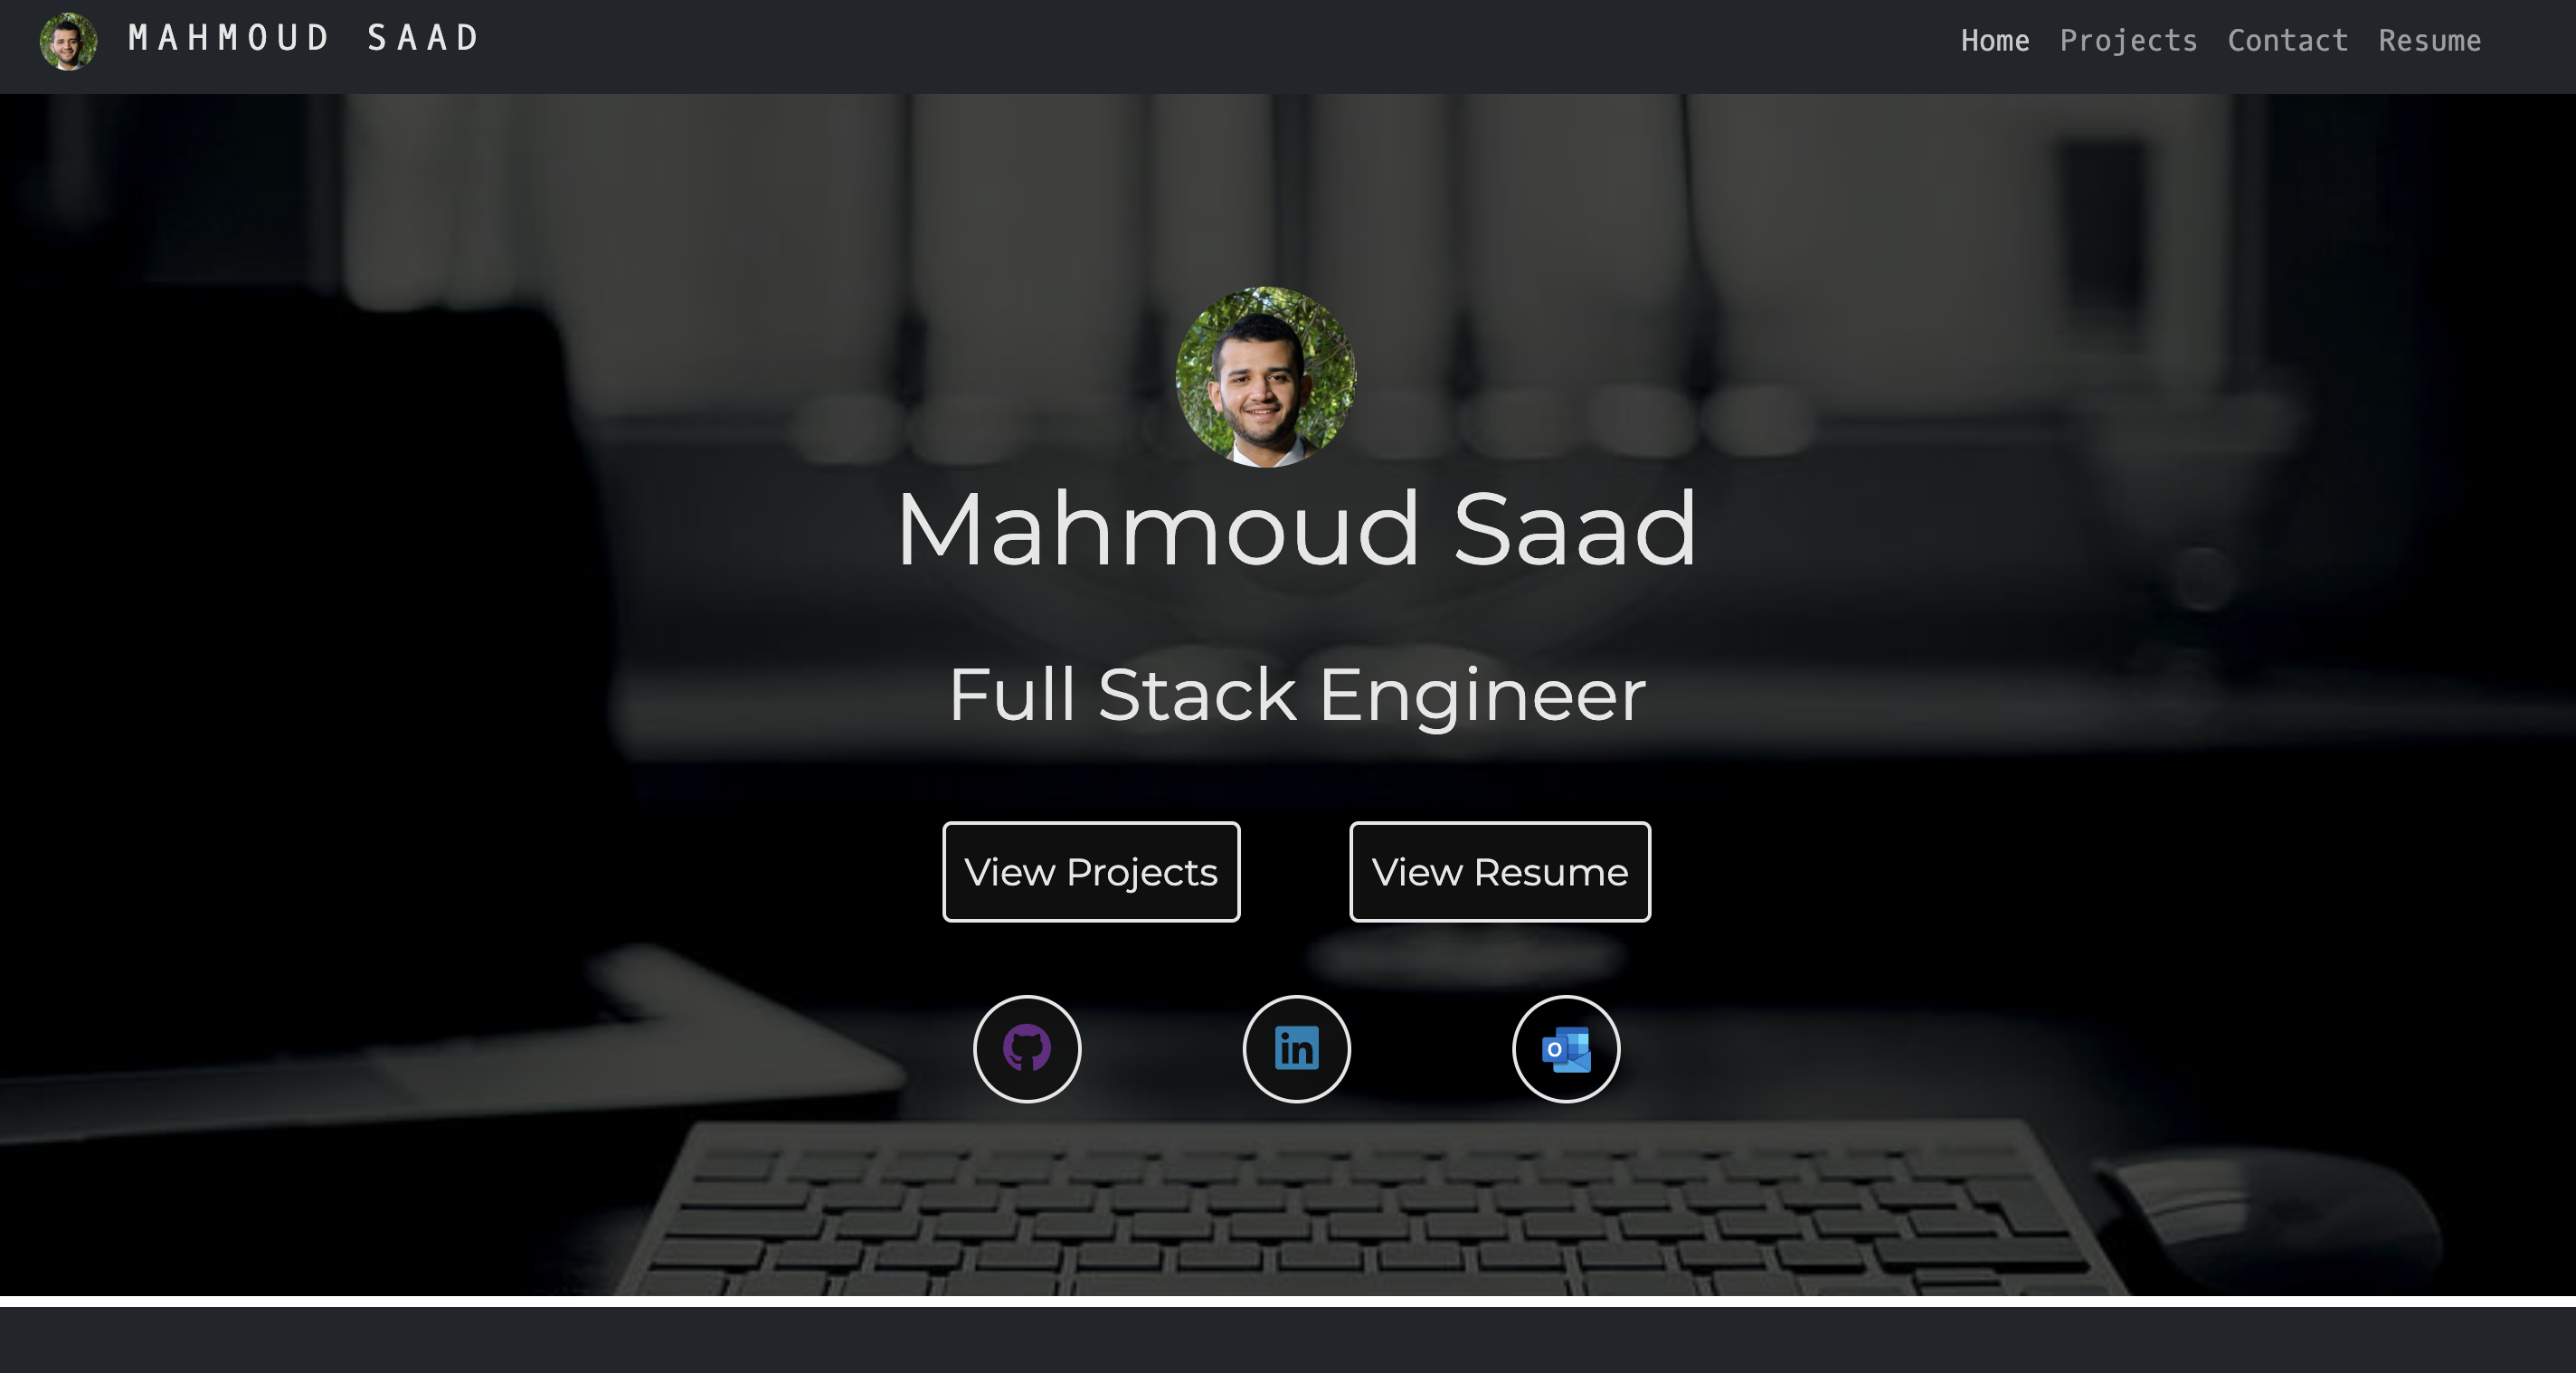 MAHMOUD SAAD
Home Projects Contact Resume
Mahmoud Saad
Full Stack Engineer
View Projects View Resume
in O